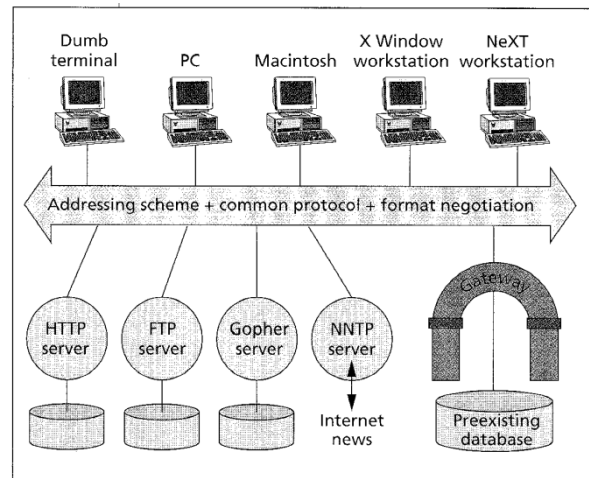 Dumb
terminal
PC
Macintosh
X Window
workstation
NeXT
workstation
Addressing scheme + common protocol + format negotiation
HTTP
server
FTP
server
Gopher
server
NNTP
server
Gateway
Internet
news
Preexisting
database